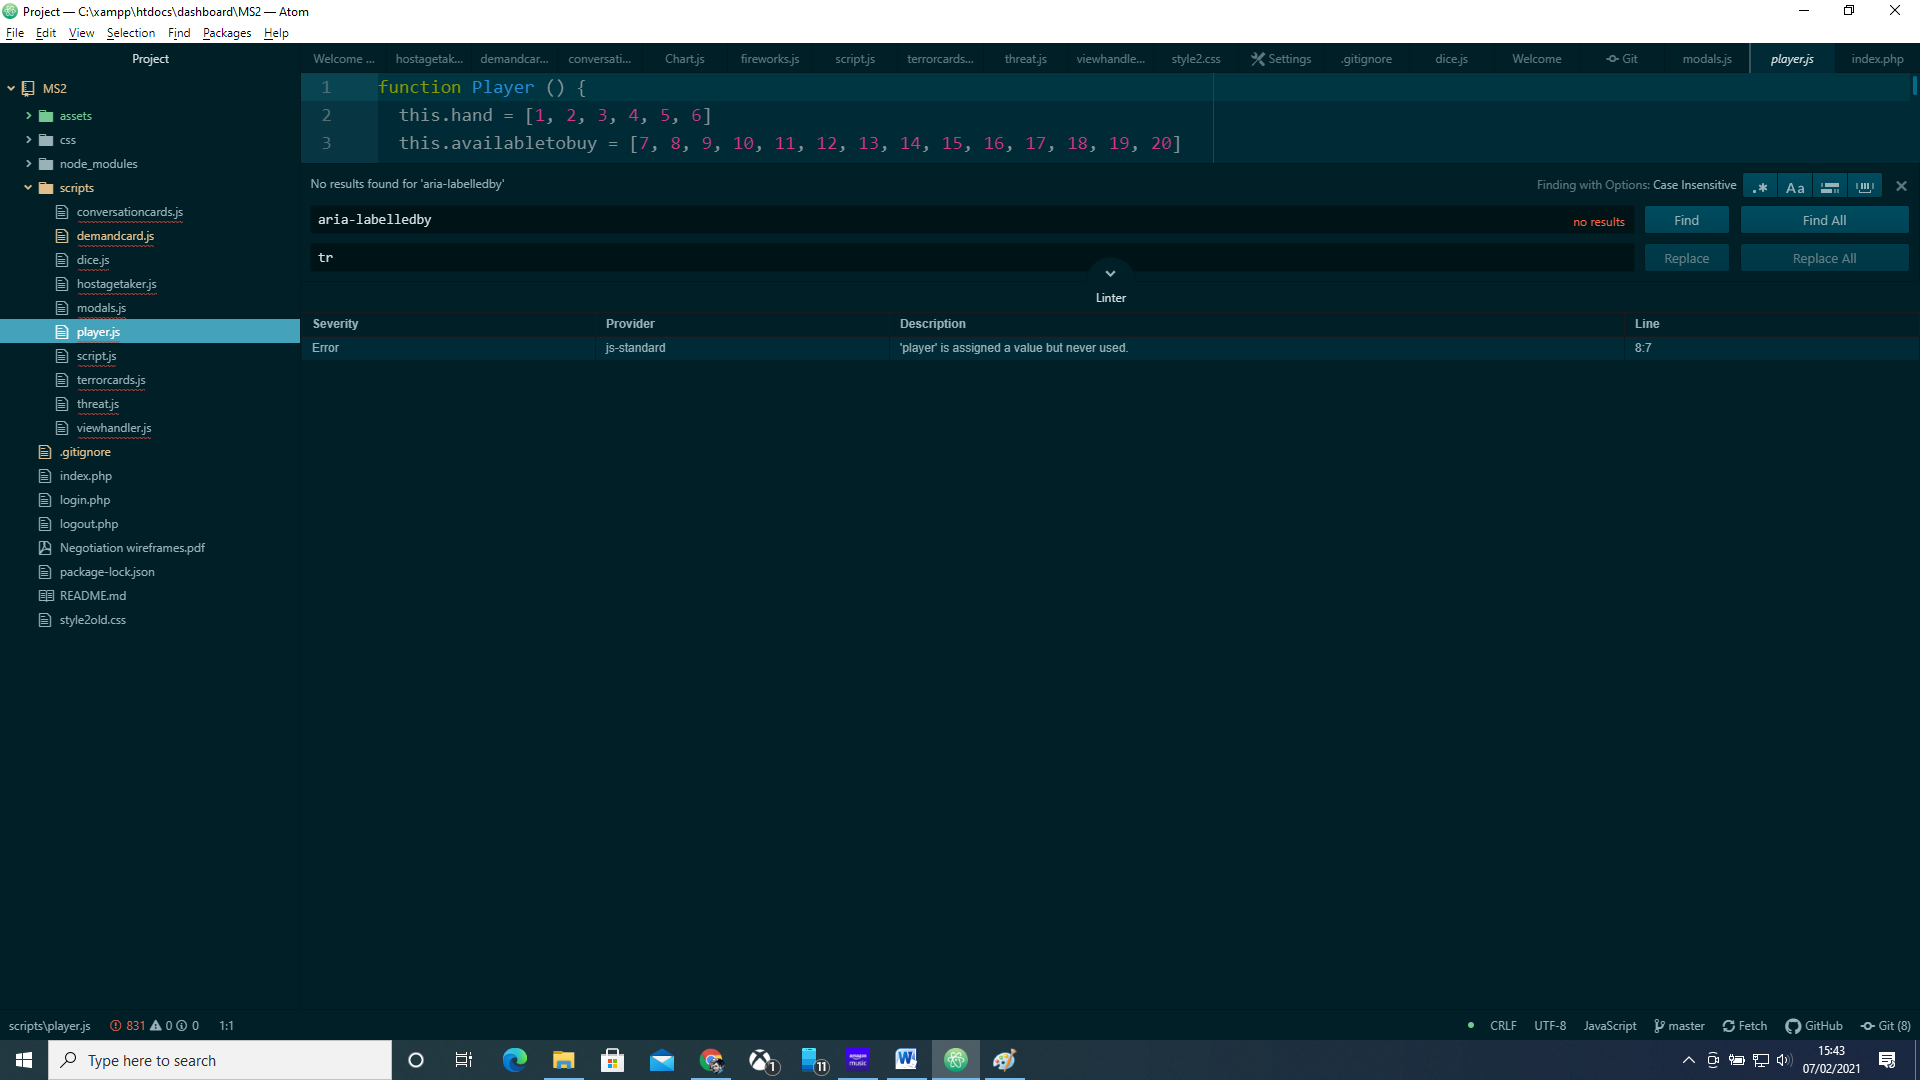 Project — C:\xampp\htdocs\dashboard\MS2 — Atom
File Edit View Selection Find Packages Help
Project
Welcome ... hostagetak... demandcar... conversati... Chart.js fireworks.js script.js terrorcards... threat.js viewhandle... style2.css Settings .gitignore dice.js Welcome Git modals.js player.js index.php
MS2
assets
css
node_modules
scripts
conversationcards.js
demandcard.js
dice.js
hostagetaker.js
modals.js
player.js
script.js
terrorcards.js
threat.js
viewhandler.js
.gitignore
index.php
login.php
logout.php
Negotiation wireframes.pdf
package-lock.json
README.md
style2old.css
1 function Player () {
2 this.hand = [1, 2, 3, 4, 5, 6]
3 this.availabletobuy = [7, 8, 9, 10, 11, 12, 13, 14, 15, 16, 17, 18, 19, 20]
No results found for 'aria-labelledby'
Finding with Options: Case Insensitive .* Aa
aria-labelledby no results Find Find All
tr Replace Replace All
Linter
Severity Provider Description Line
Error js-standard 'player' is assigned a value but never used. 8:7
scripts\player.js 831 0 0 1:1 CRLF UTF-8 JavaScript master Fetch GitHub Git (8)
Type here to search 1 11 amazon music 15:43
07/02/2021